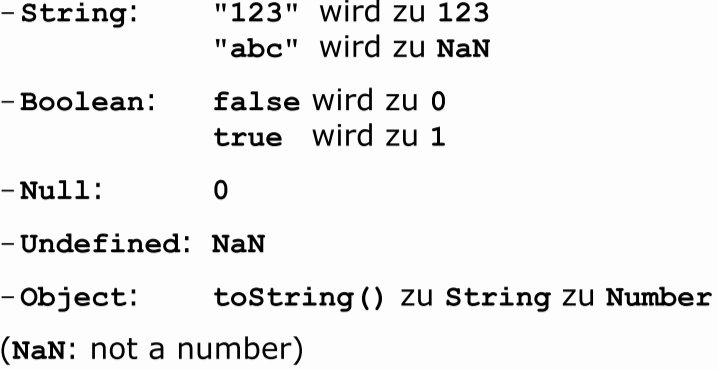 – String: "123" wird zu 123
"abc" wird zu NaN
– Boolean: false wird zu 0
true wird zu 1
– Null: 0
– Undefined: NaN
– Object: toString() zu String zu Number
(NaN: not a number)